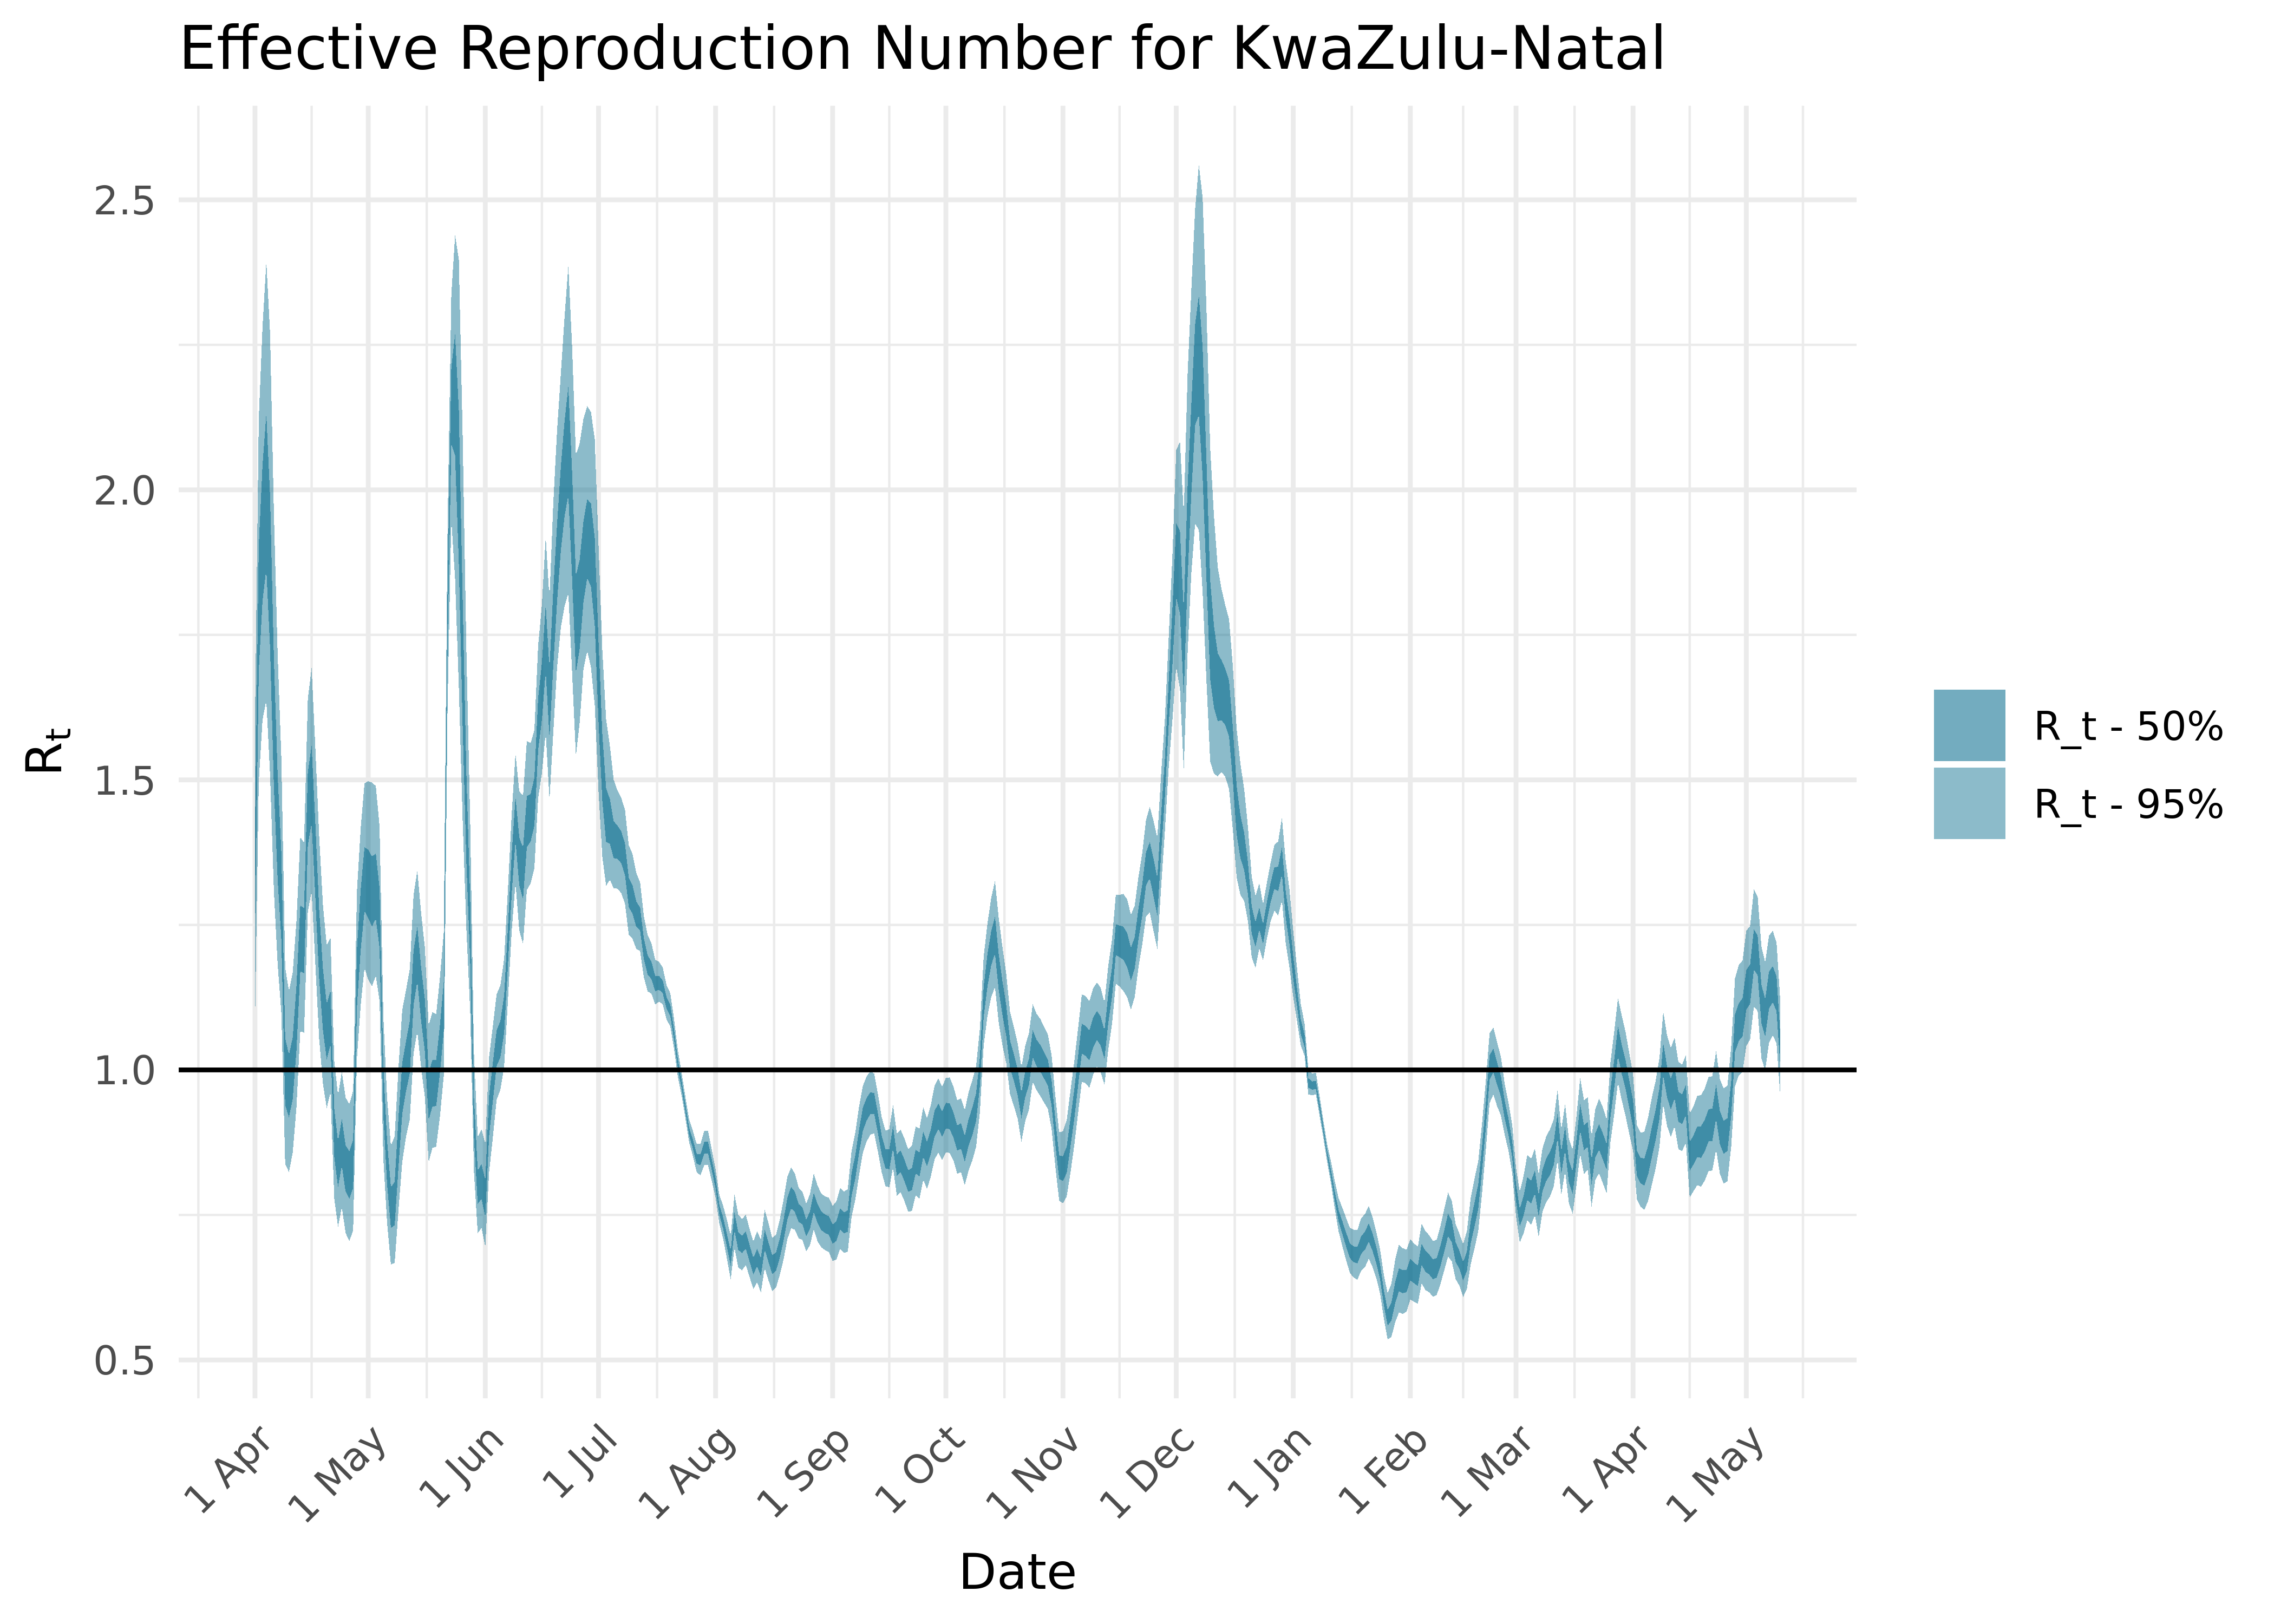 Effective Reproduction Number for KwaZulu-Natal
2.5
2.0
1.5
1.0
0.5
Rt
1 Apr
1 May
1 Jun
1 Jul
1 Aug
1 Sep
1 Oct
1 Nov
1 Dec
1 Jan
1 Feb
1 Mar
1 Apr
1 May
Date
R_t - 50%
R_t - 95%